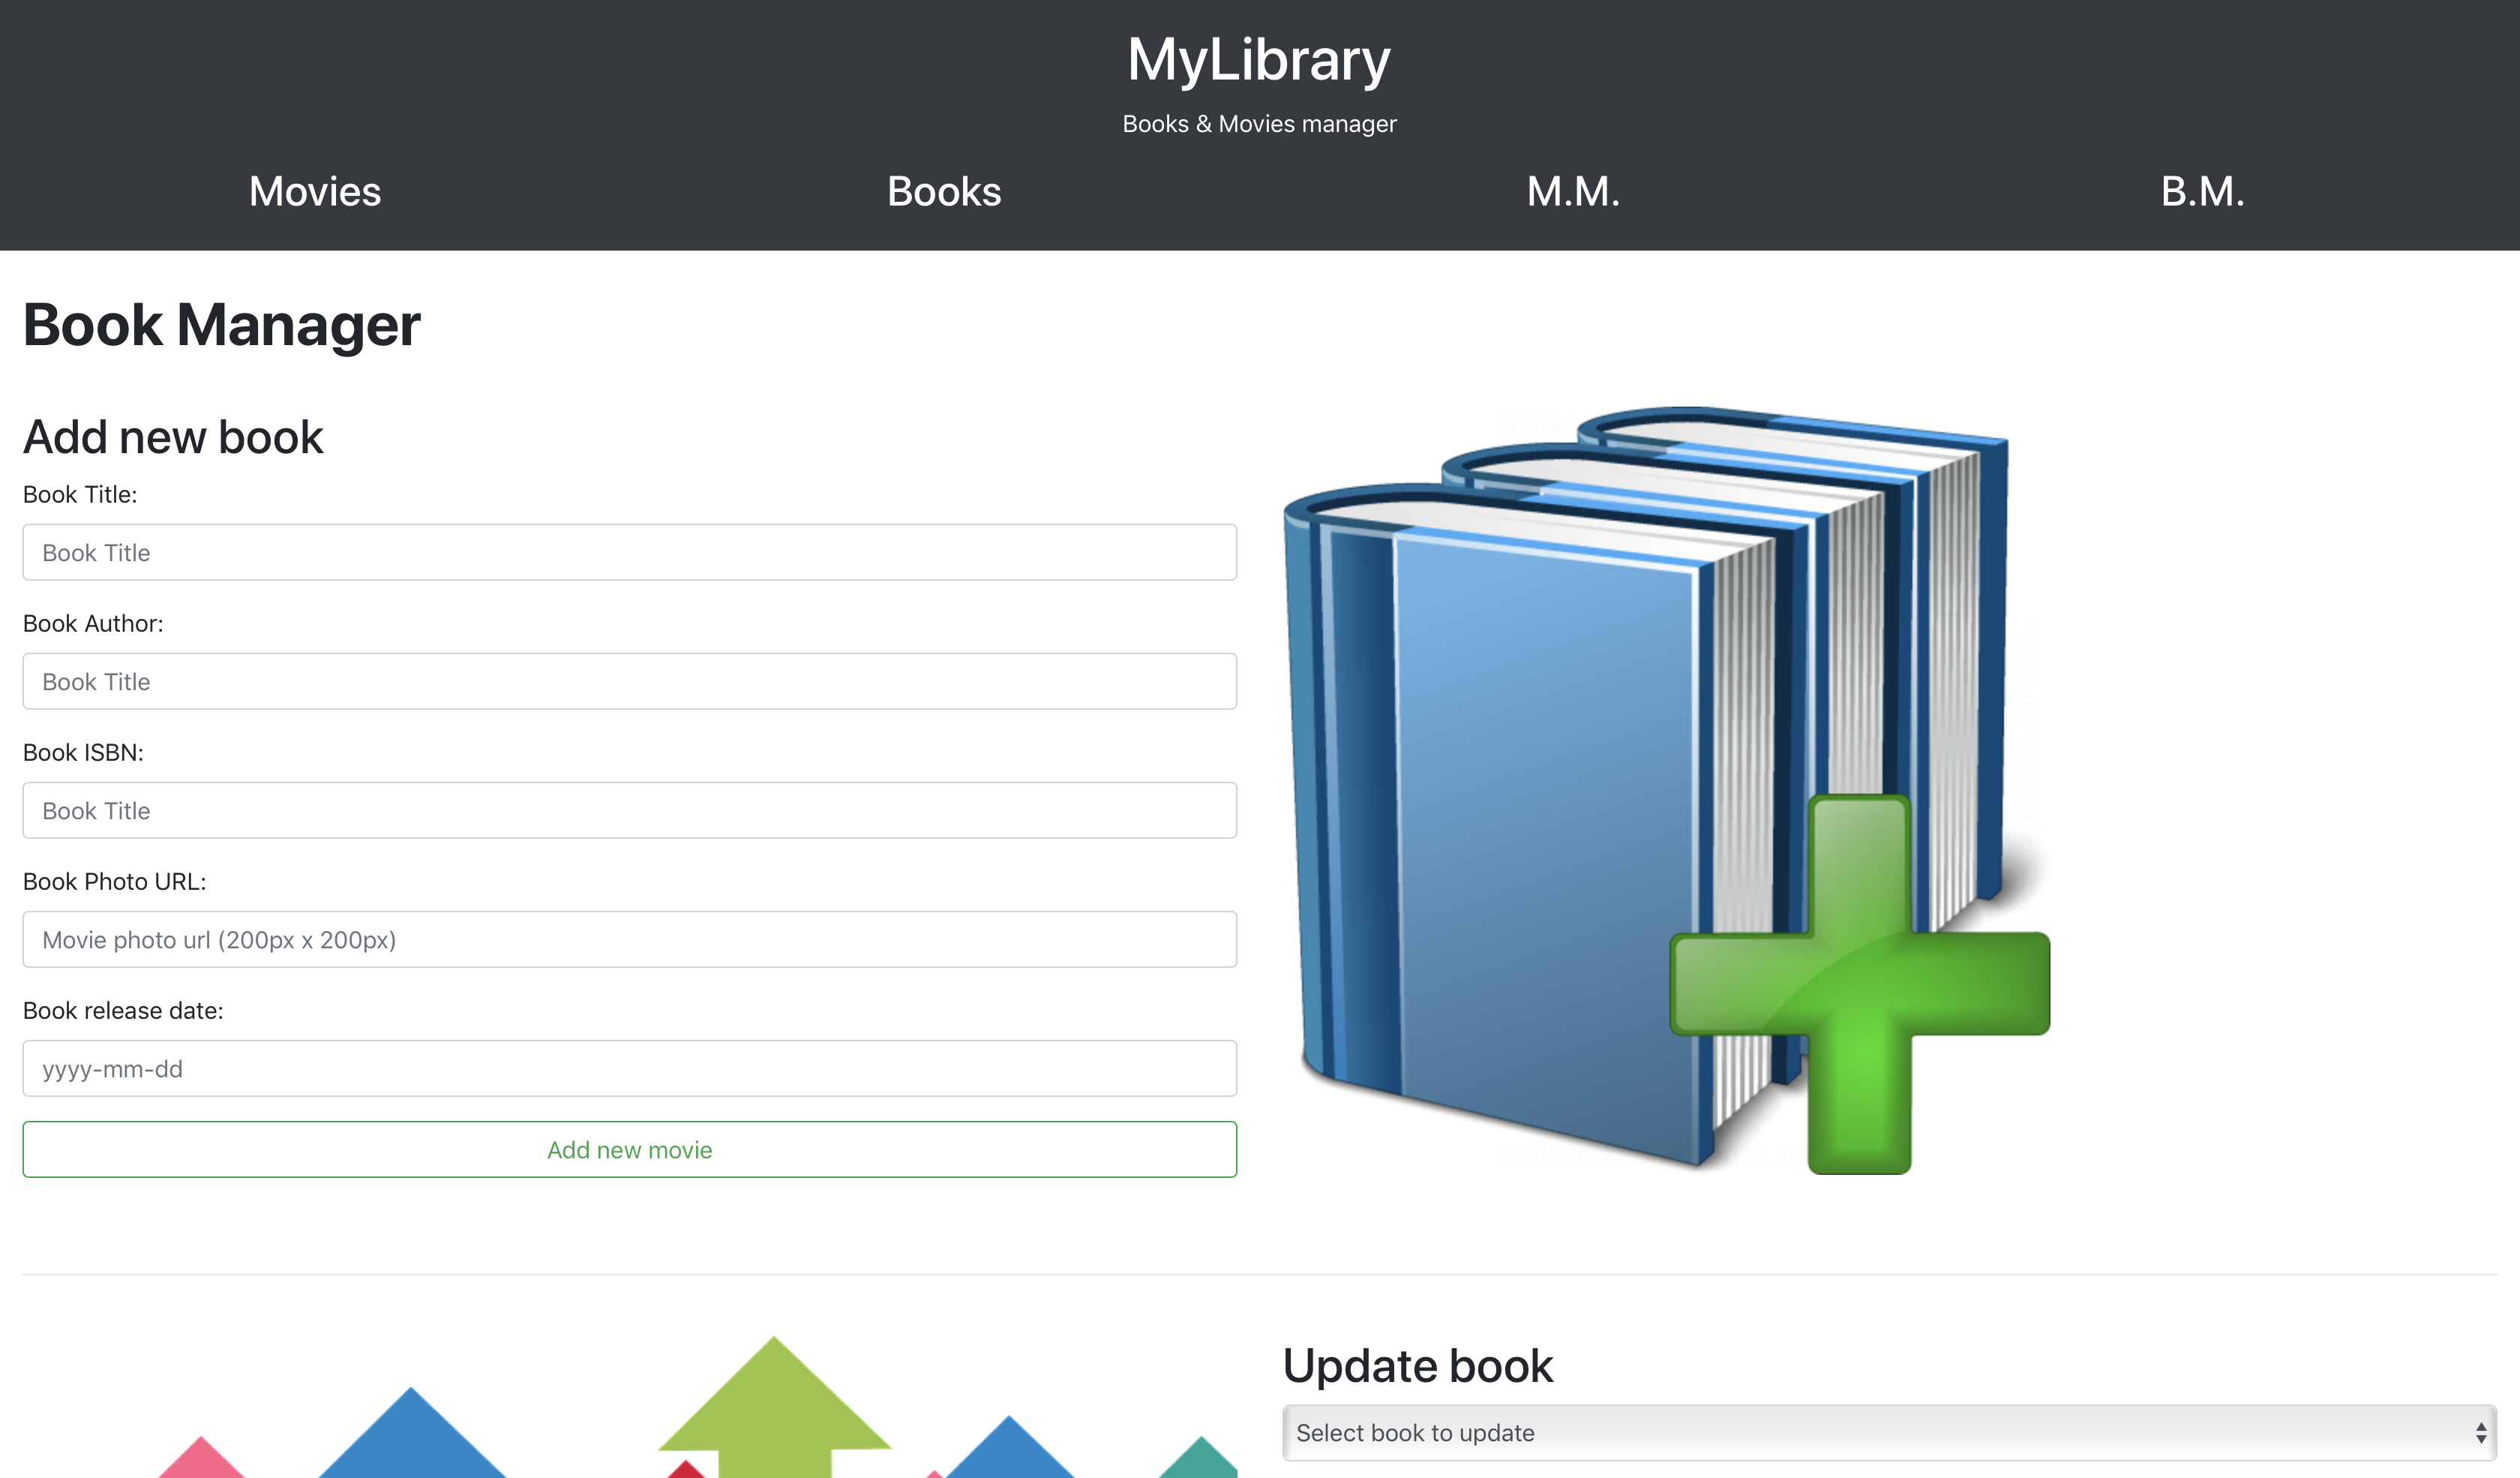 MyLibrary
Books & Movies manager
Movies
Books
M.M.
B.M.
Book Manager
Add new book
Book Title:
Book Title
Book Author:
Book Title
Book ISBN:
Book Title
Book Photo URL:
Movie photo url (200px x 200px)
Book release date:
yyyy-mm-dd
Add new movie
Update book
Select book to update